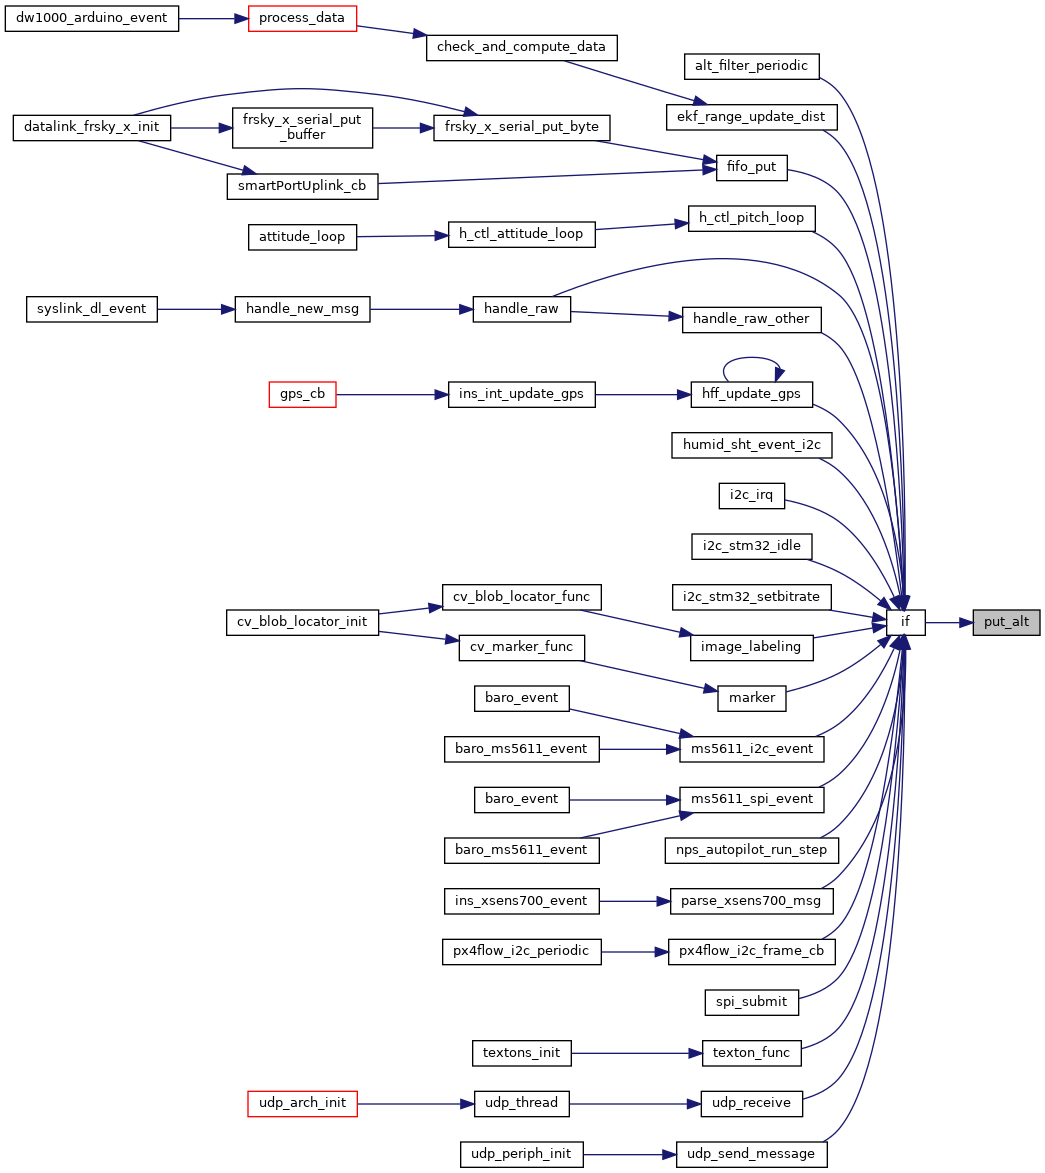 dw1000_arduino_event
process_data
check_and_compute_data
alt_filter_periodic
ekf_range_update_dist
datalink_frsky_x_init
frsky_x_serial_put
_buffer
frsky_x_serial_put_byte
fifo_put
smartPortUplink_cb
attitude_loop
h_ctl_attitude_loop
h_ctl_pitch_loop
syslink_dl_event
handle_new_msg
handle_raw
handle_raw_other
gps_cb
ins_int_update_gps
hff_update_gps
humid_sht_event_i2c
i2c_irq
i2c_stm32_idle
cv_blob_locator_func
i2c_stm32_setbitrate
cv_blob_locator_init
if
put_alt
cv_marker_func
image_labeling
baro_event
marker
baro_ms5611_event
ms5611_i2c_event
baro_event
ms5611_spi_event
baro_ms5611_event
nps_autopilot_run_step
ins_xsens700_event
parse_xsens700_msg
px4flow_i2c_periodic
px4flow_i2c_frame_cb
spi_submit
textons_init
texton_func
udp_arch_init
udp_thread
udp_receive
udp_periph_init
udp_send_message